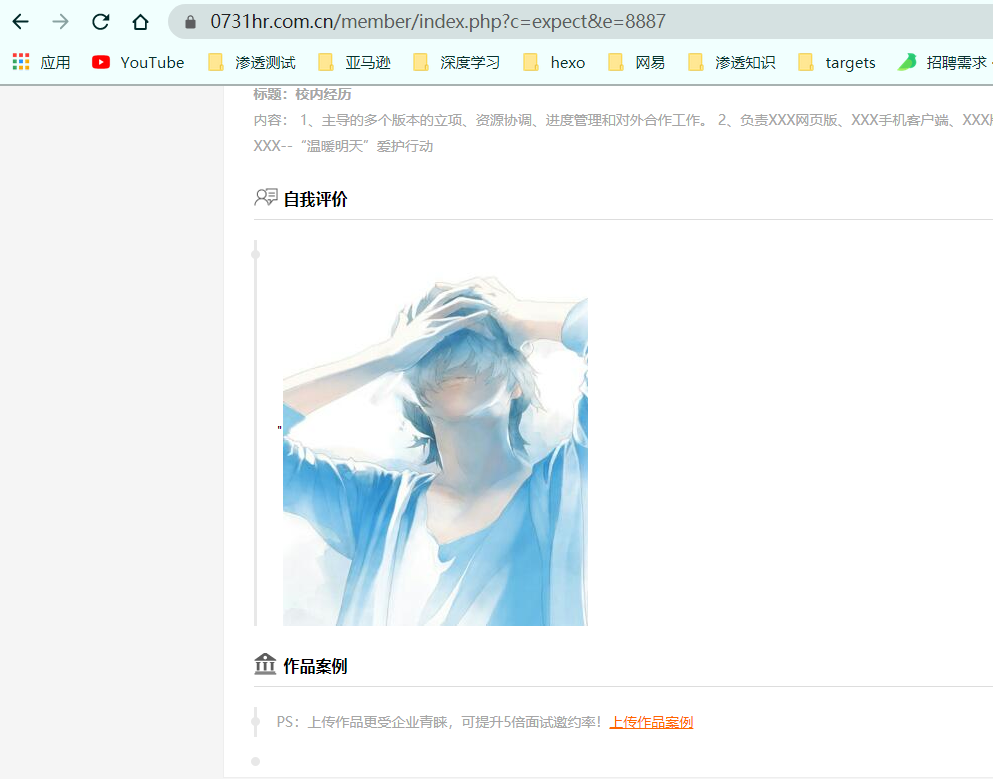 0731hr.com.cn/member/index.php?c=expect&e=8887
应用 YouTube 渗透测试 亚马逊 深度学习 hexo 网易 渗透知识 targets 招聘需求
标题：校内经历
内容： 1、主导的多个版本的立项、资源协调、进度管理和对外合作工作。 2、负责XXX网页版、XXX手机客户端、XXX
XXX--“温暖明天”爱护行动
自我评价
"
作品案例
PS：上传作品更受企业青睐，可提升5倍面试邀约率！上传作品案例